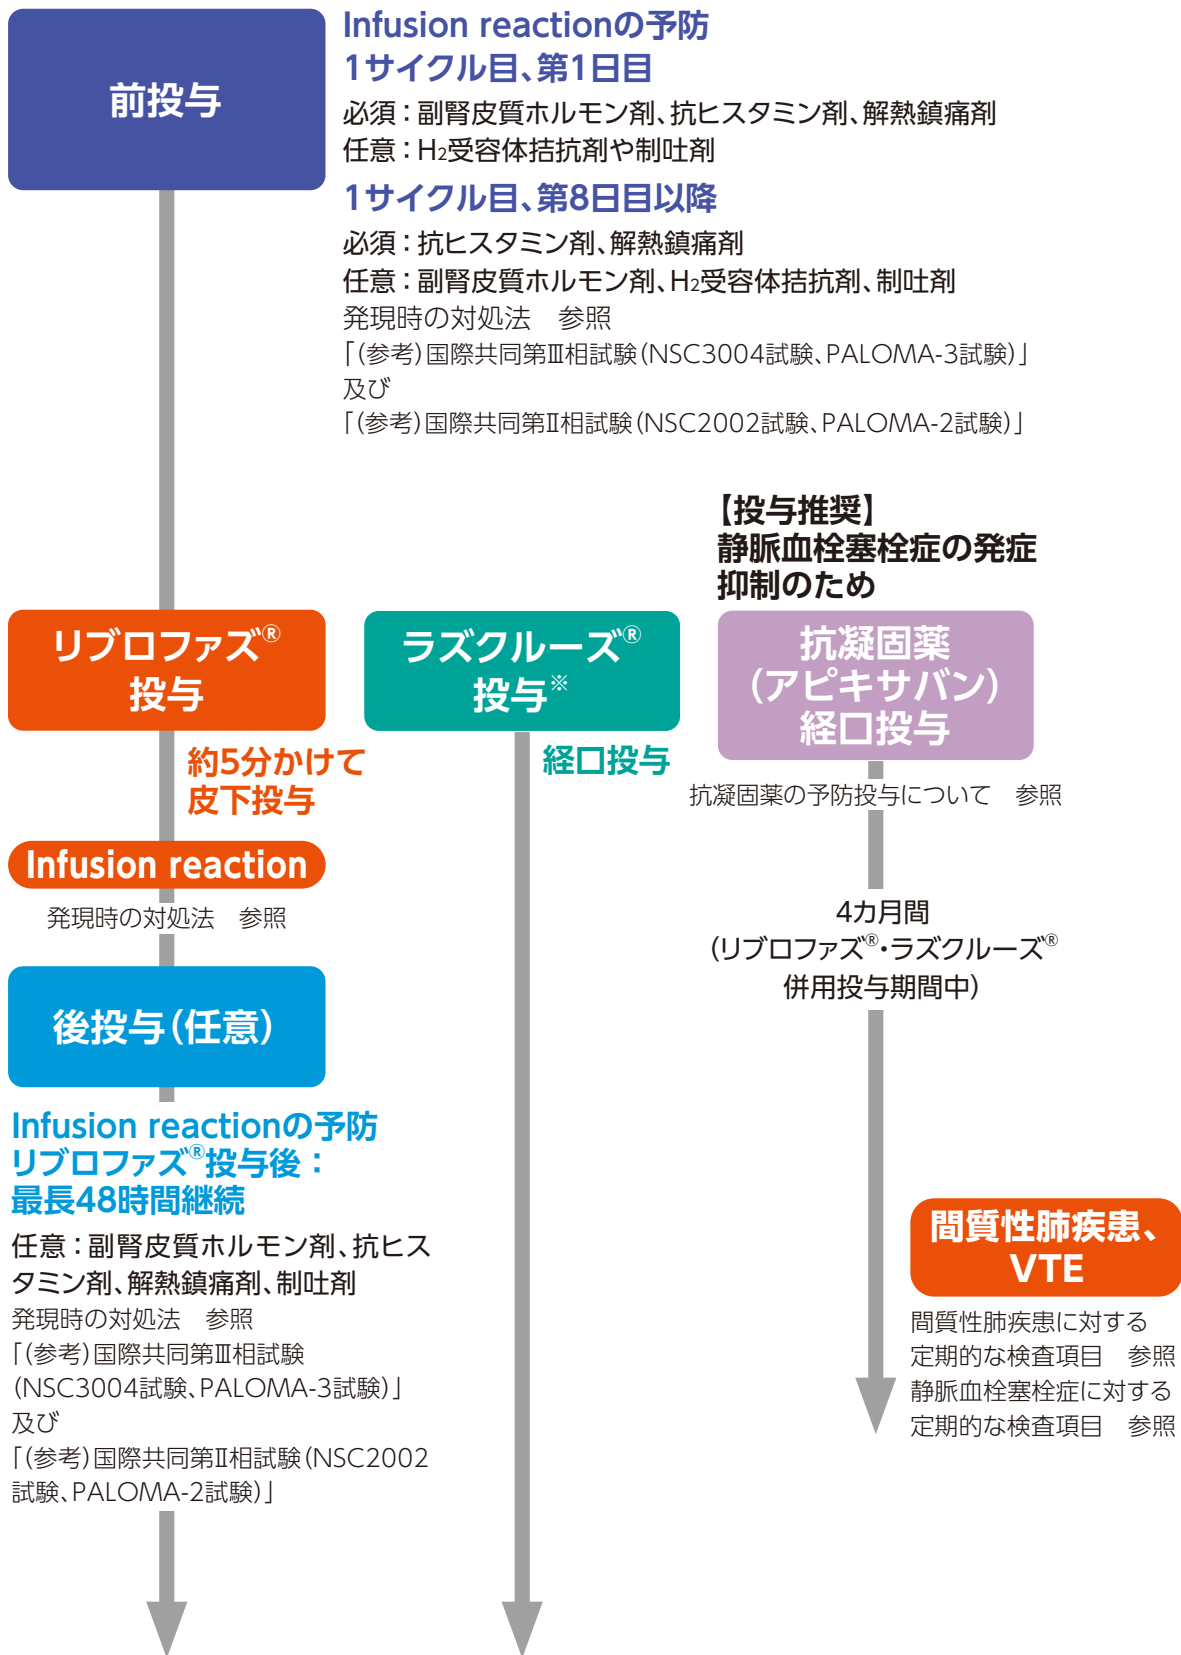 前投与
Infusion reactionの予防
1サイクル目、第1日目
必須：副腎皮質ホルモン剤、抗ヒスタミン剤、解熱鎮痛剤
任意：H2受容体拮抗剤や制吐剤
1サイクル目、第8日目以降
必須：抗ヒスタミン剤、解熱鎮痛剤
任意：副腎皮質ホルモン剤、H2受容体拮抗剤、制吐剤
発現時の対処法　参照
「（参考）国際共同第Ⅲ相試験（NSC3004試験、PALOMA-3試験）」
及び
「（参考）国際共同第Ⅱ相試験（NSC2002試験、PALOMA-2試験）」
リブロファズ®
投与
約5分かけて
皮下投与
Infusion reaction
発現時の対処法　参照
後投与（任意）
Infusion reactionの予防
リブロファズ®投与後：
最長48時間継続
任意：副腎皮質ホルモン剤、抗ヒス
タミン剤、解熱鎮痛剤、制吐剤
発現時の対処法　参照
「（参考）国際共同第Ⅲ相試験
（NSC3004試験、PALOMA-3試験）」
及び
「（参考）国際共同第Ⅱ相試験（NSC2002
試験、PALOMA-2試験）」
ラズクルーズ®
投与※
経口投与
【投与推奨】
静脈血栓塞栓症の発症
抑制のため
抗凝固薬
（アピキサバン）
経口投与
抗凝固薬の予防投与について　参照
4カ月間
（リブロファズ®・ラズクルーズ®
併用投与期間中）
間質性肺疾患、
VTE
間質性肺疾患に対する
定期的な検査項目　参照
静脈血栓塞栓症に対する
定期的な検査項目　参照